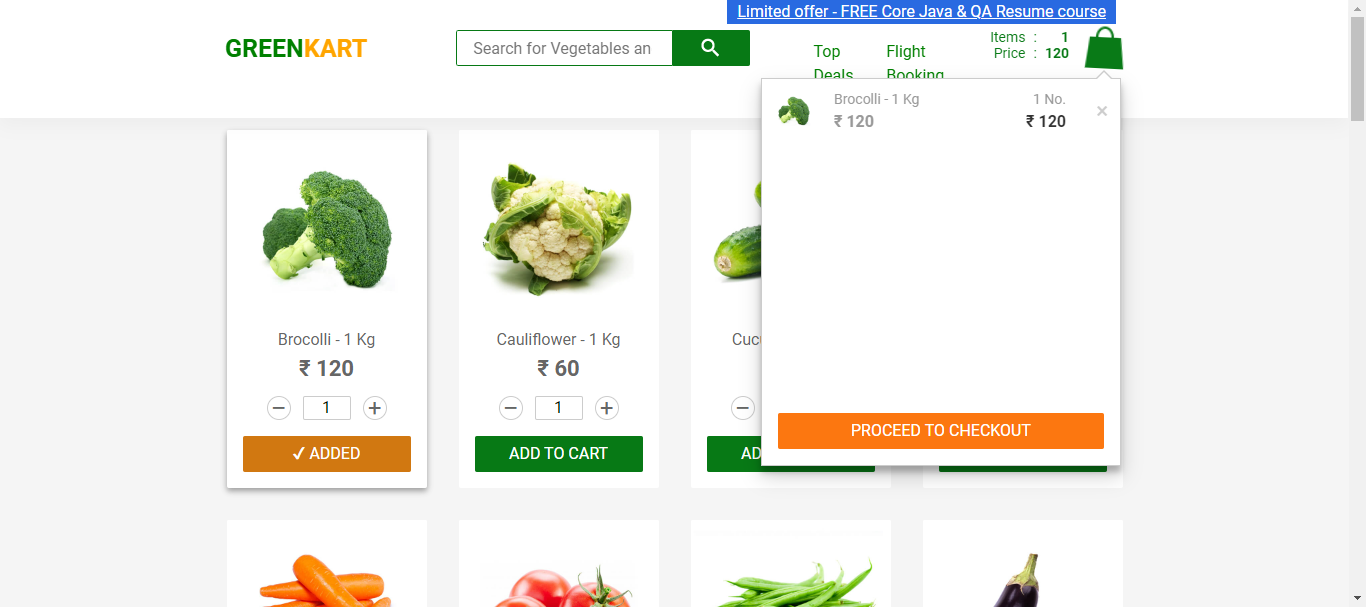 Limited offer - FREE Core Java & QA Resume course
GREENKART
Search for Vegetables an
Top
Deals
Flight
Booking
Items : 1
Price : 120
Brocolli - 1 Kg 1 No. ×
₹ 120 ₹ 120
PROCEED TO CHECKOUT
Brocolli - 1 Kg
₹ 120
1
✓ ADDED
Cauliflower - 1 Kg
₹ 60
1
ADD TO CART
Cucu
AD